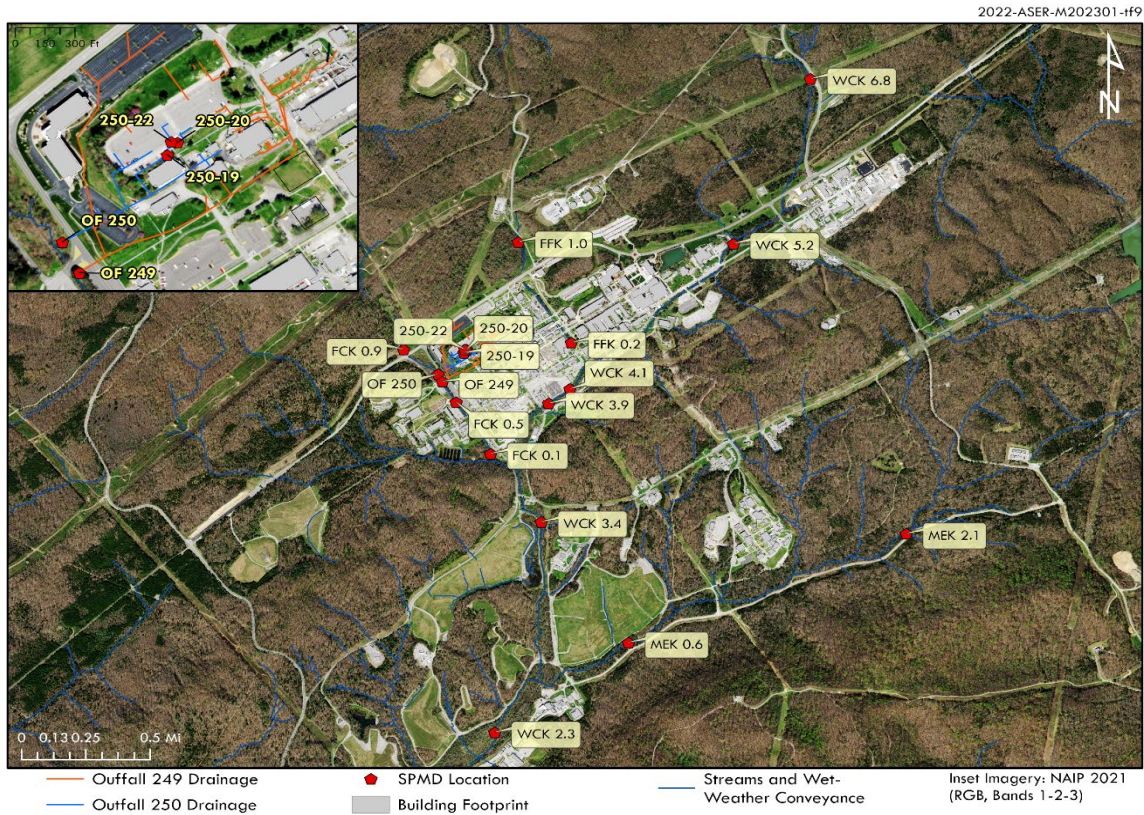 2022-ASER-M202301-tf9
0 150 300 Ft
250-22
250-20
250-19
OF 250
OF 249
N
WCK 6.8
FFK 1.0
WCK 5.2
250-22
250-20
FCK 0.9
250-19
FFK 0.2
OF 250
OF 249
WCK 4.1
WCK 3.9
FCK 0.5
FCK 0.1
WCK 3.4
MEK 2.1
MEK 0.6
WCK 2.3
0 0.13 0.25 0.5 Mi
Outfall 249 Drainage
Outfall 250 Drainage
SPMD Location
Building Footprint
Streams and Wet-
Weather Conveyance
Inset Imagery: NAIP 2021
(RGB, Bands 1-2-3)